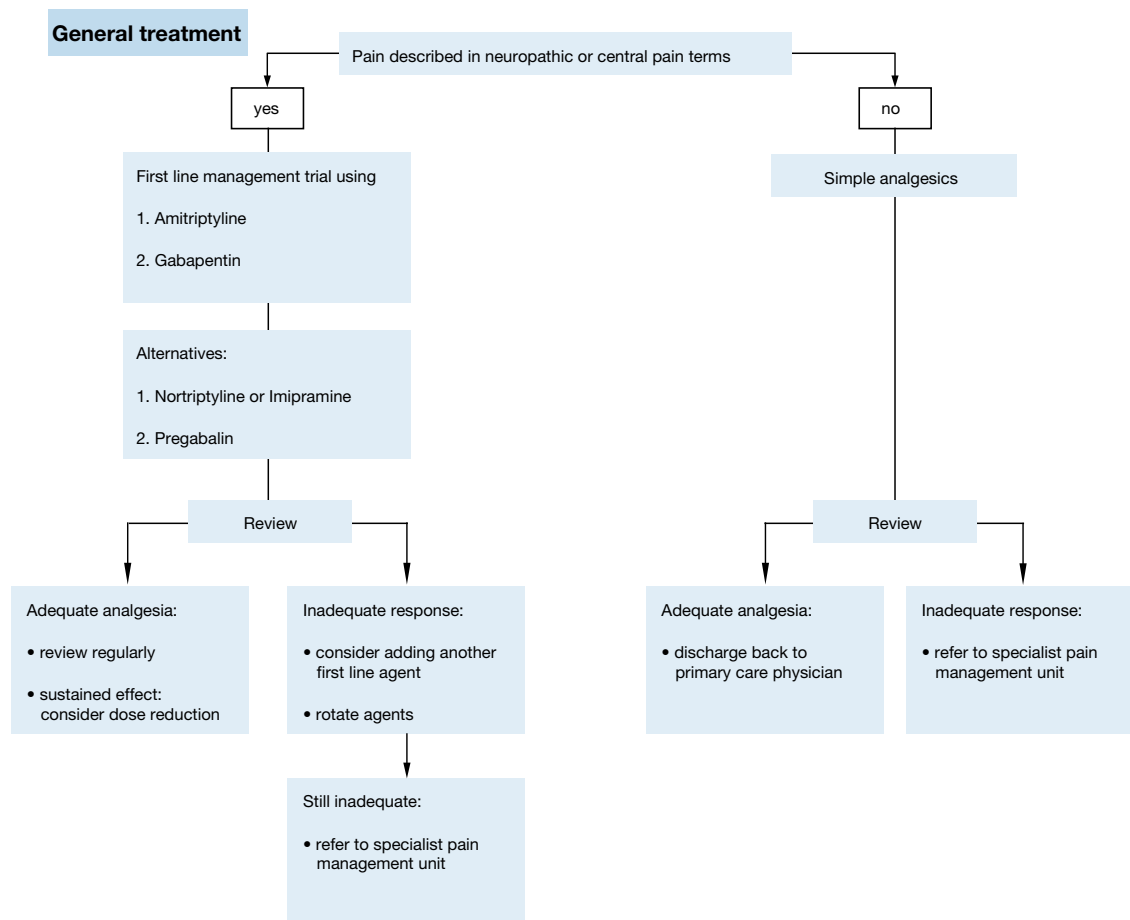 General treatment
Pain described in neuropathic or central pain terms
yes
no
First line management trial using
1. Amitriptyline
2. Gabapentin
Simple analgesics
Alternatives:
1. Nortriptyline or Imipramine
2. Pregabalin
Review
Review
Adequate analgesia:
• review regularly
• sustained effect:
consider dose reduction
Inadequate response:
• consider adding another
first line agent
• rotate agents
Adequate analgesia:
• discharge back to
primary care physician
Inadequate response:
• refer to specialist pain
management unit
Still inadequate:
• refer to specialist pain
management unit